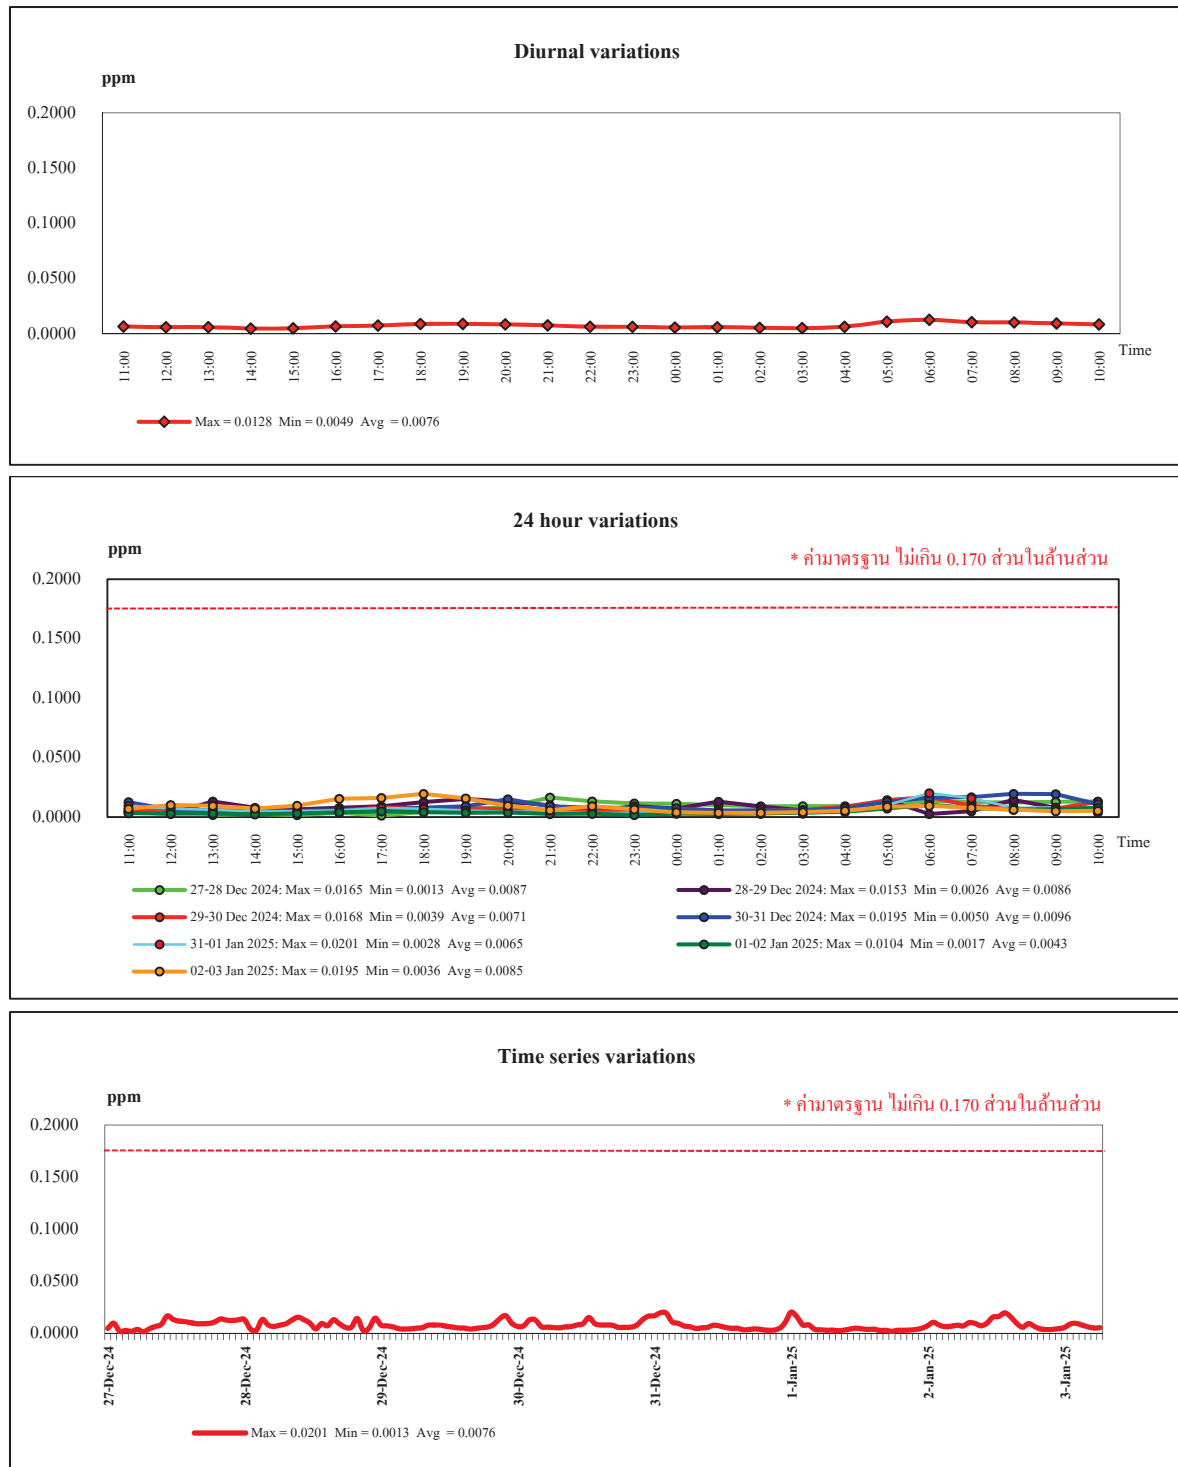 Diurnal variations
ppm
0.2000
0.1500
0.1000
0.0500
0.0000
11:00 12:00 13:00 14:00 15:00 16:00 17:00 18:00 19:00 20:00 21:00 22:00 23:00 00:00 01:00 02:00 03:00 04:00 05:00 06:00 07:00 08:00 09:00 10:00
Time
Max = 0.0128 Min = 0.0049 Avg = 0.0076
24 hour variations
ppm
* ค่ามาตรฐาน ไม่เกิน 0.170 ส่วนในล้านส่วน
0.2000
0.1500
0.1000
0.0500
0.0000
11:00 12:00 13:00 14:00 15:00 16:00 17:00 18:00 19:00 20:00 21:00 22:00 23:00 00:00 01:00 02:00 03:00 04:00 05:00 06:00 07:00 08:00 09:00 10:00
Time
27-28 Dec 2024: Max = 0.0165 Min = 0.0013 Avg = 0.0087
28-29 Dec 2024: Max = 0.0153 Min = 0.0026 Avg = 0.0086
29-30 Dec 2024: Max = 0.0168 Min = 0.0039 Avg = 0.0071
30-31 Dec 2024: Max = 0.0195 Min = 0.0050 Avg = 0.0096
31-01 Jan 2025: Max = 0.0201 Min = 0.0028 Avg = 0.0065
01-02 Jan 2025: Max = 0.0104 Min = 0.0017 Avg = 0.0043
02-03 Jan 2025: Max = 0.0195 Min = 0.0036 Avg = 0.0085
Time series variations
ppm
* ค่ามาตรฐาน ไม่เกิน 0.170 ส่วนในล้านส่วน
0.2000
0.1500
0.1000
0.0500
0.0000
27-Dec-24 28-Dec-24 29-Dec-24 30-Dec-24 31-Dec-24 1-Jan-25 2-Jan-25 3-Jan-25
Max = 0.0201 Min = 0.0013 Avg = 0.0076